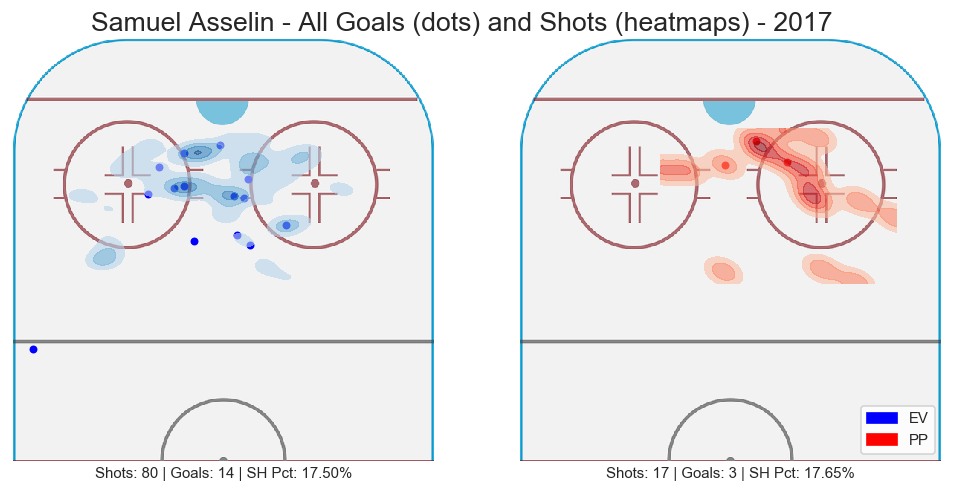 Samuel Asselin - All Goals (dots) and Shots (heatmaps) - 2017
EV
PP
Shots: 80 | Goals: 14 | SH Pct: 17.50%
Shots: 17 | Goals: 3 | SH Pct: 17.65%